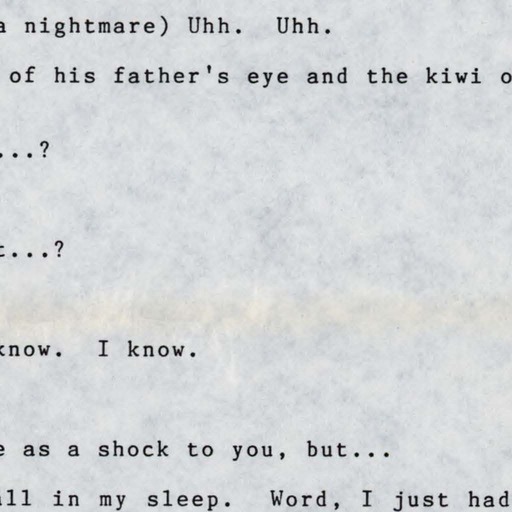 a nightmare) Uhh.  Uhh.
of his father's eye and the kiwi o
...?
t...?
know.  I know.
e as a shock to you, but...
all in my sleep.  Word, I just had